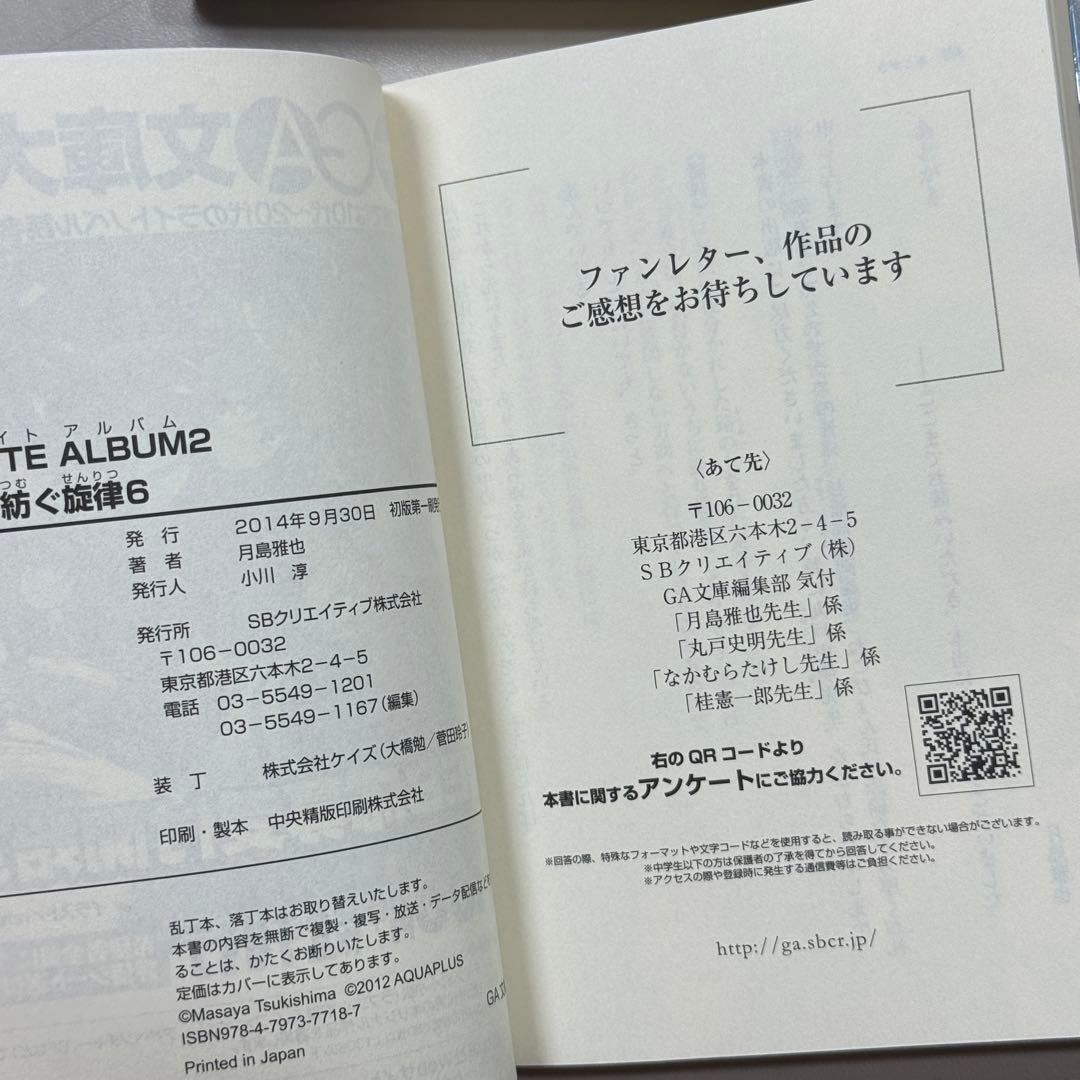 イト アルバム
TE ALBUM2
つむ せんりつ
紡ぐ旋律6
発 行 2014年9月30日 初版第一刷発
著 者 月島雅也
発行人 小川 淳
発行所 SBクリエイティブ株式会社
〒106-0032
東京都港区六本木2-4-5
電話 03-5549-1201
03-5549-1167(編集)
装 丁 株式会社ケイズ(大橋勉/菅田玲子)
印刷・製本 中央精版印刷株式会社
乱丁本、落丁本はお取り替えいたします。
本書の内容を無断で複製・複写・放送・データ配信などを
ることは、かたくお断りいたします。
定価はカバーに表示してあります。
©Masaya Tsukishima ©2012 AQUAPLUS
ISBN978-4-7973-7718-7
Printed in Japan
GA文
ファンレター、作品の
ご感想をお待ちしています
〈あて先〉
〒106-0032
東京都港区六本木2-4-5
SBクリエイティブ(株)
GA文庫編集部 気付
「月島雅也先生」係
「丸戸史明先生」係
「なかむらたけし先生」係
「桂憲一郎先生」係
右のQRコードより
本書に関するアンケートにご協力ください。
※回答の際、特殊なフォーマットや文字コードなどを使用すると、読み取る事ができない場合がございます。
※中学生以下の方は保護者の了承を得てから回答してください。
※アクセスの際や登録時に発生する通信費等はご負担ください。
http://ga.sbcr.jp/